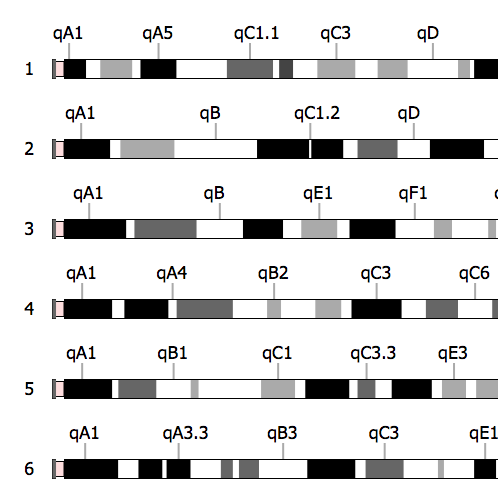 qA1 qA5 qC1.1 qC3 qD
1
qA1 qB qC1.2 qD
2
qA1 qB qE1 qF1
3
qA1 qA4 qB2 qC3 qC6
4
qA1 qB1 qC1 qC3.3 qE3
5
qA1 qA3.3 qB3 qC3 qE1
6